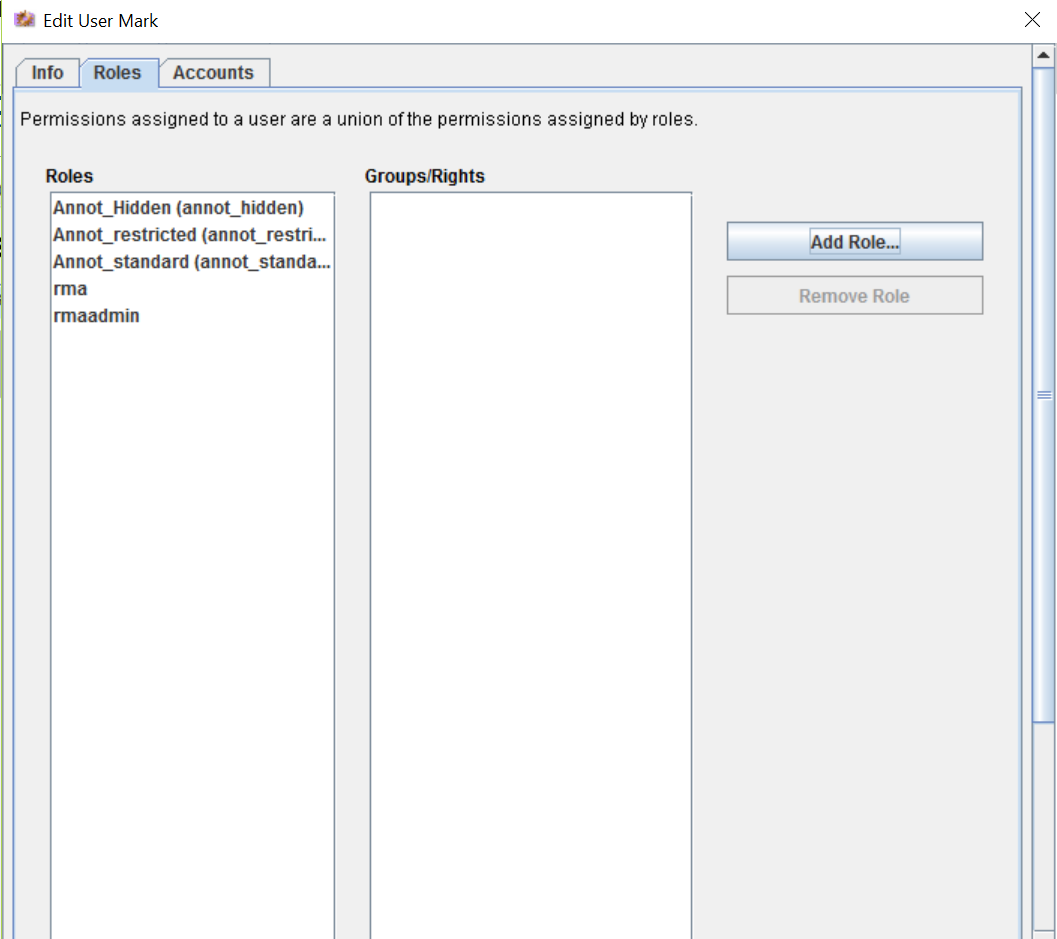 Edit User Mark
Info Roles Accounts
Permissions assigned to a user are a union of the permissions assigned by roles.
Roles Groups/Rights
Annot_Hidden (annot_hidden)
Annot_restricted (annot_restri...
Annot_standard (annot_standa...
rma
rmaadmin
Add Role...
Remove Role